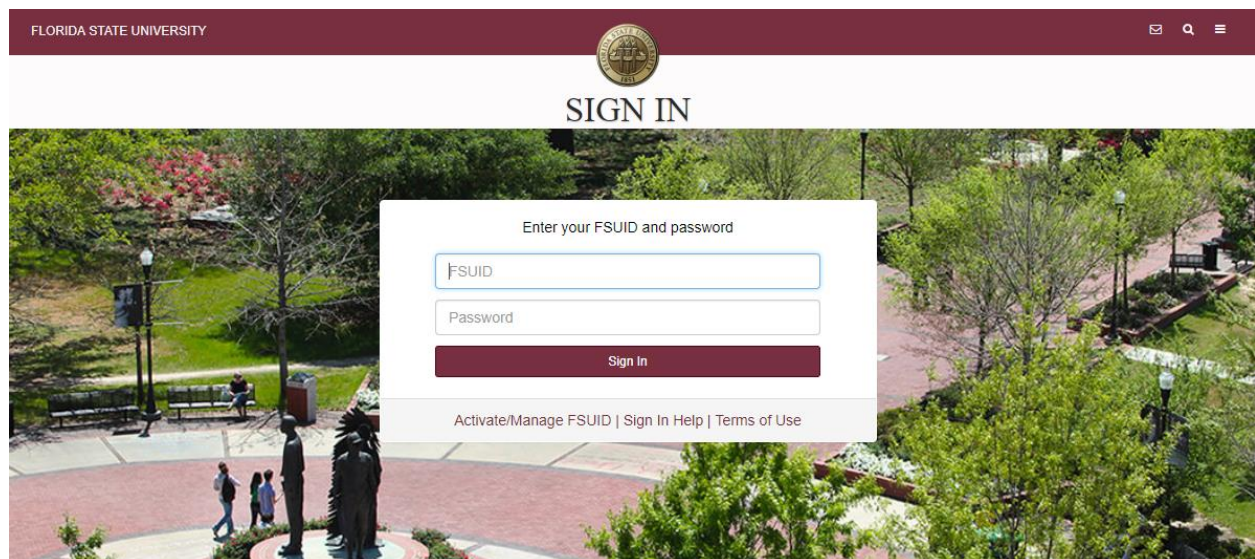 FLORIDA STATE UNIVERSITY
SIGN IN
Enter your FSUID and password
FSUID
Password
Sign In
Activate/Manage FSUID | Sign In Help | Terms of Use